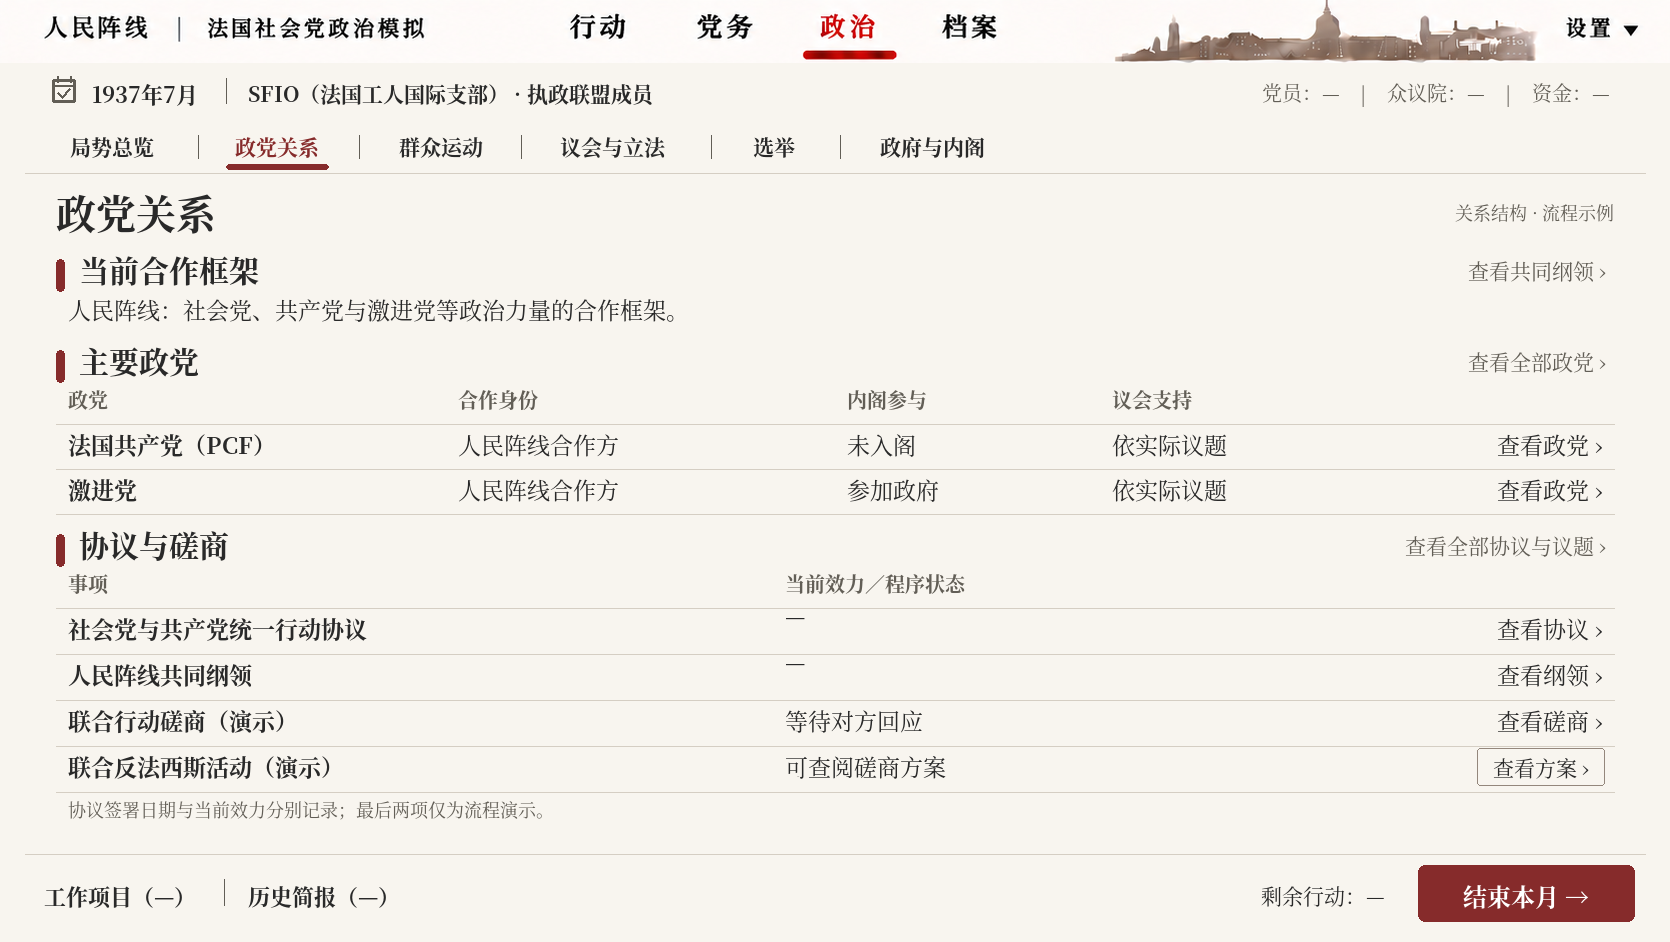 人民阵线 | 法国社会党政治模拟 行动 党务 政治 档案 设置 ▼
1937年7月 SFIO（法国工人国际支部）· 执政联盟成员 党员：— | 众议院：— | 资金：—
局势总览 政党关系 群众运动 议会与立法 选举 政府与内阁
政党关系 关系结构 · 流程示例
当前合作框架 查看共同纲领 ›
人民阵线：社会党、共产党与激进党等政治力量的合作框架。
主要政党 查看全部政党 ›
政党 合作身份 内阁参与 议会支持
法国共产党（PCF） 人民阵线合作方 未入阁 依实际议题 查看政党 ›
激进党 人民阵线合作方 参加政府 依实际议题 查看政党 ›
协议与磋商 查看全部协议与议题 ›
事项 当前效力／程序状态
社会党与共产党统一行动协议 — 查看协议 ›
人民阵线共同纲领 — 查看纲领 ›
联合行动磋商（演示） 等待对方回应 查看磋商 ›
联合反法西斯活动（演示） 可查阅磋商方案 查看方案 ›
协议签署日期与当前效力分别记录；最后两项仅为流程演示。
工作项目（—） 历史简报（—） 剩余行动：— 结束本月 →